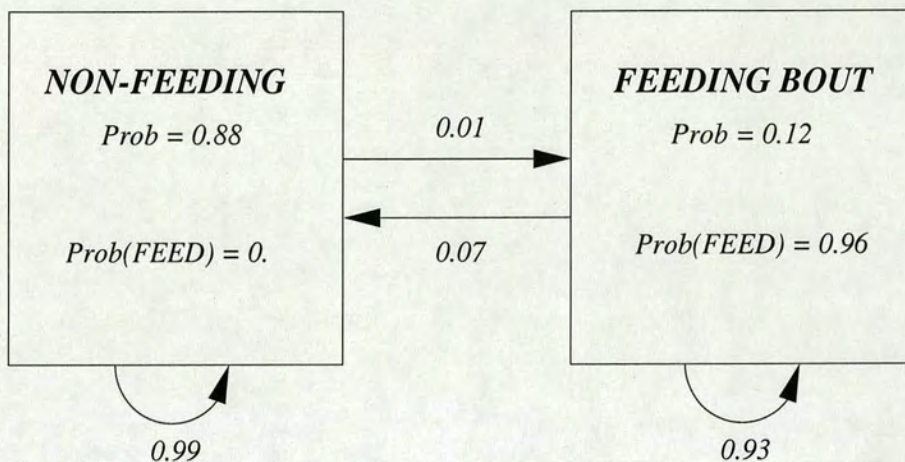 NON-FEEDING
Prob = 0.88
Prob(FEED) = 0.
0.99
0.01
0.07
FEEDING BOUT
Prob = 0.12
Prob(FEED) = 0.96
0.93